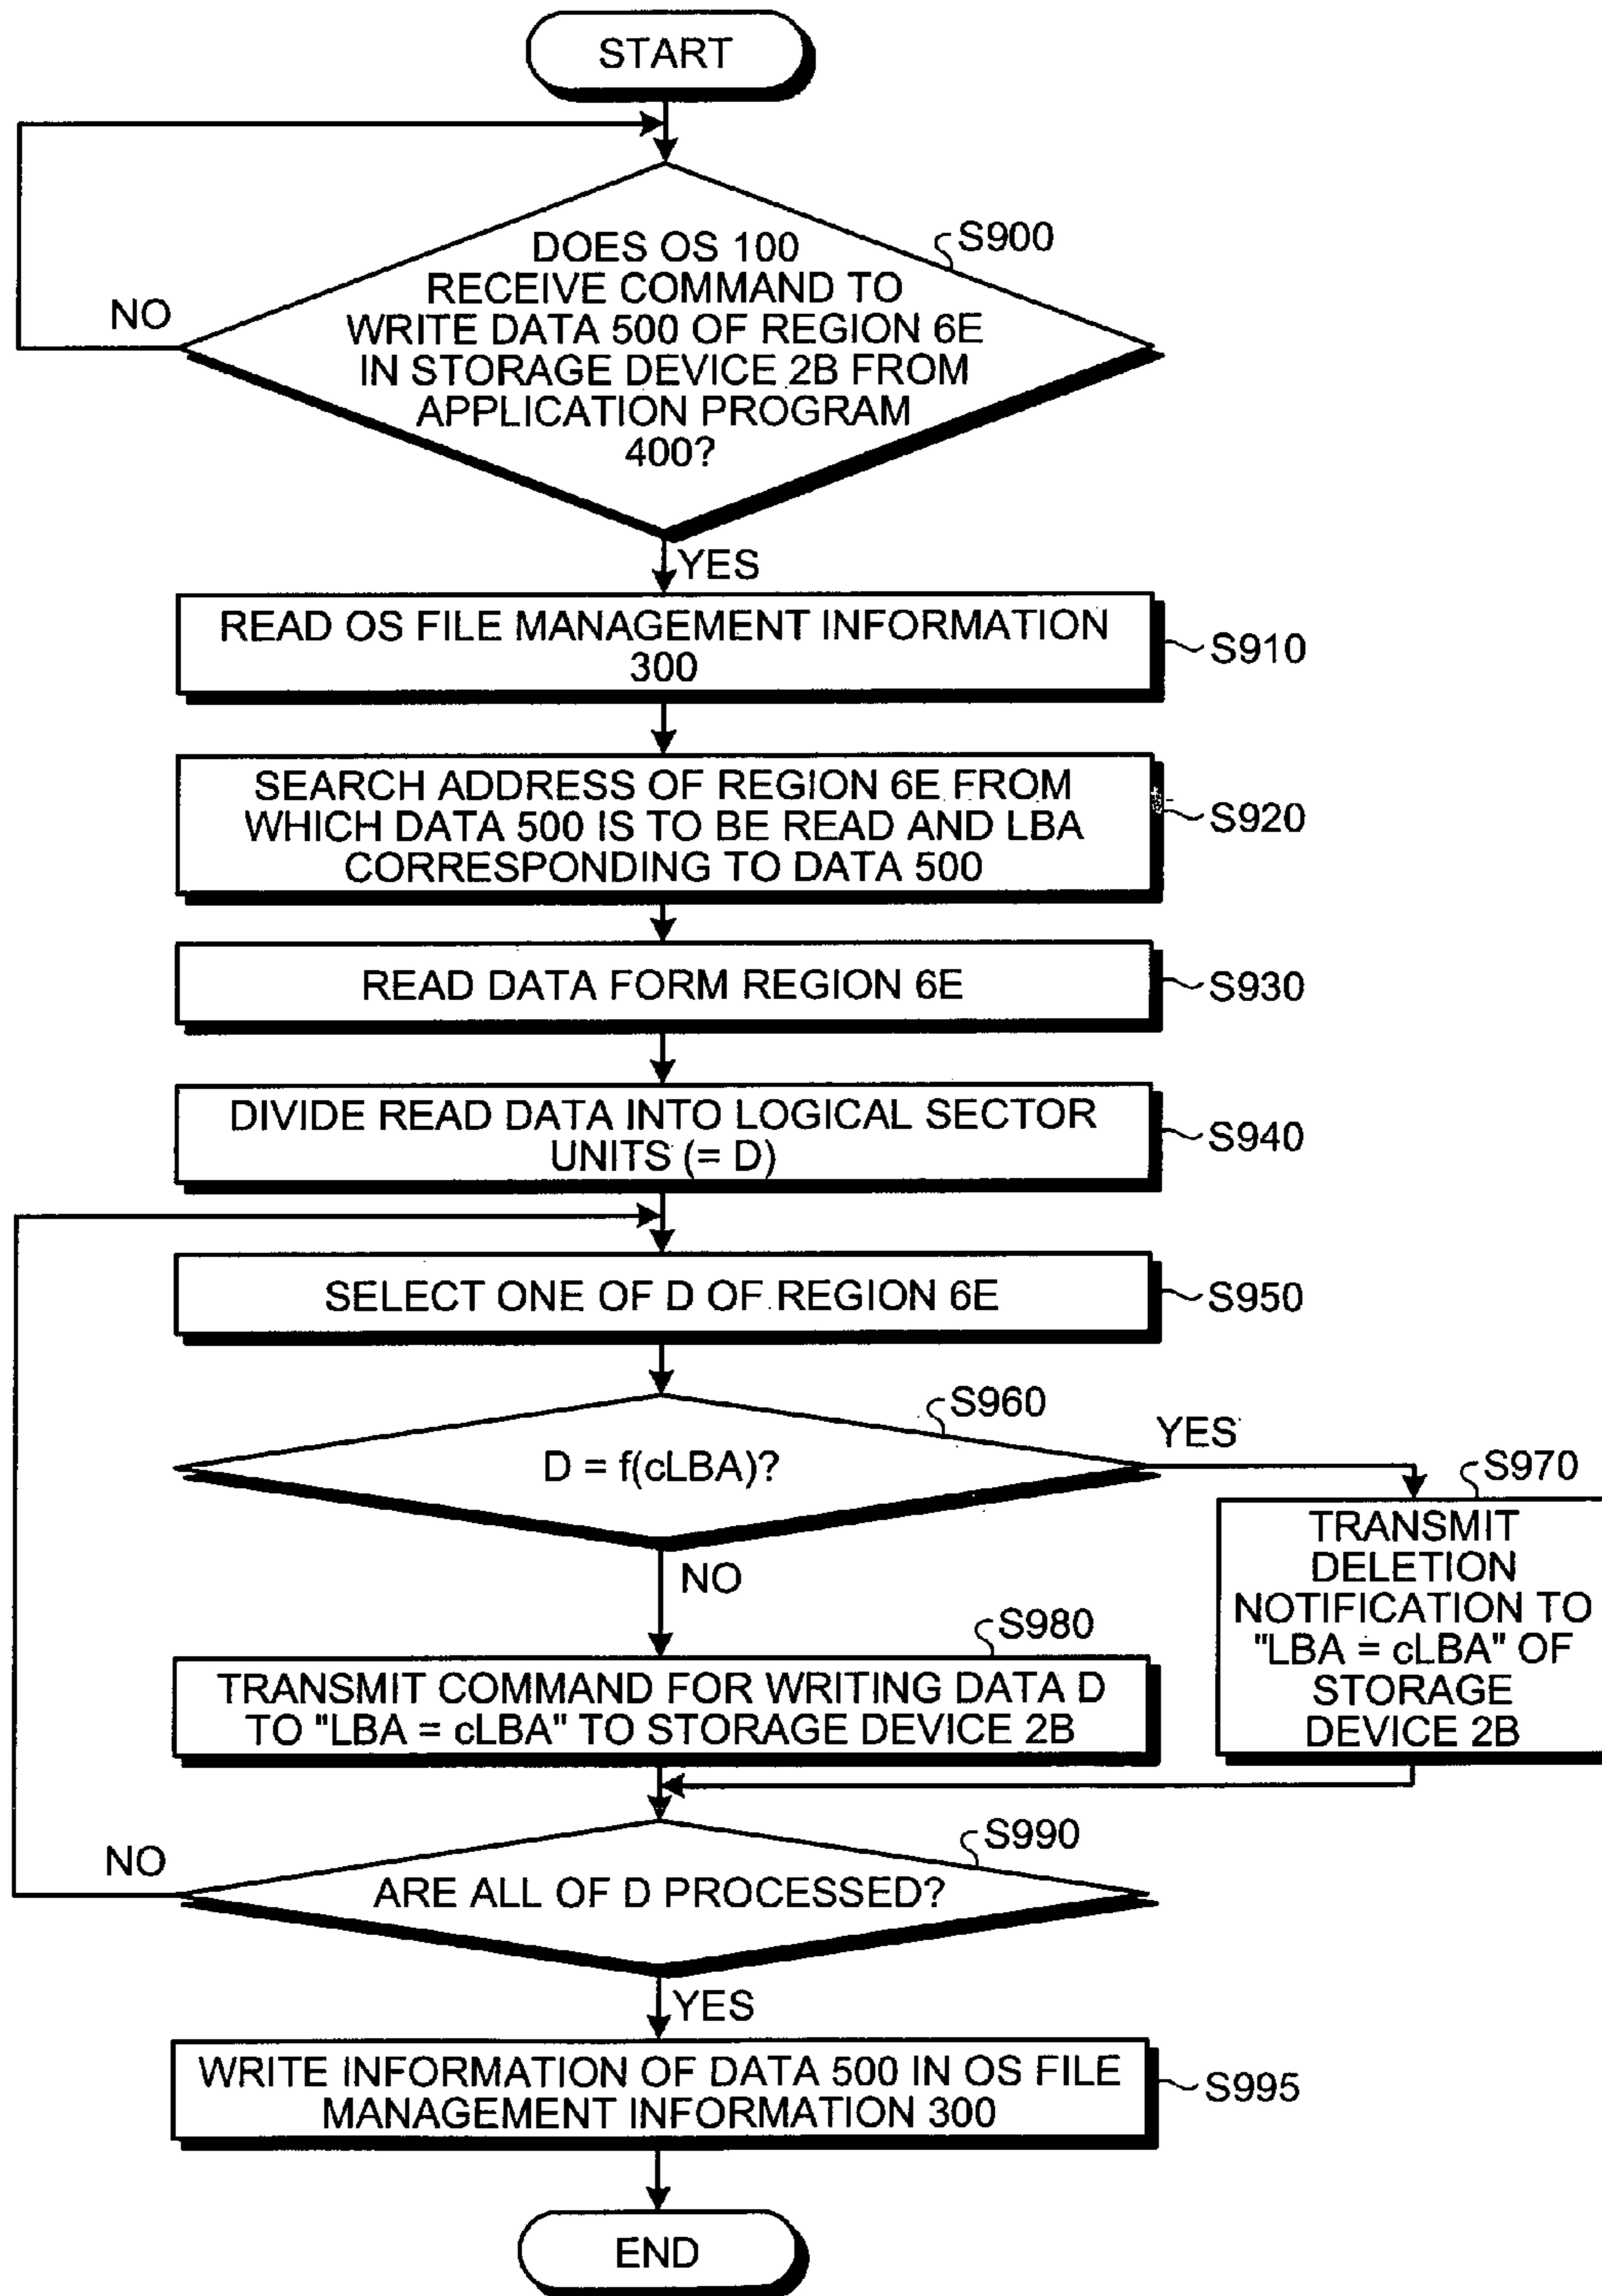 START
DOES OS 100
S900
RECEIVE COMMAND TO
NO
WRITE DATA 500 OF REGION 6E
IN STORAGE DEVICE 2B FROM
APPLICATION PROGRAM
400?
YES
READ OS FILE MANAGEMENT INFORMATION
300
S910
SEARCH ADDRESS OF REGION 6E FROM
WHICH DATA 500 IS TO BE READ AND LBA
CORRESPONDING TO DATA 500
S920
READ DATA FORM REGION 6E
S930
DIVIDE READ DATA INTO LOGICAL SECTOR
UNITS (= D)
S940
SELECT ONE OF D OF REGION 6E
S950
S960
D = f(cLBA)?
YES
S970
NO
TRANSMIT
DELETION
NOTIFICATION TO
"LBA = cLBA" OF
STORAGE
DEVICE 2B
S980
TRANSMIT COMMAND FOR WRITING DATA D
TO "LBA = cLBA" TO STORAGE DEVICE 2B
S990
NO
ARE ALL OF D PROCESSED?
YES
WRITE INFORMATION OF DATA 500 IN OS FILE
MANAGEMENT INFORMATION 300
S995
END